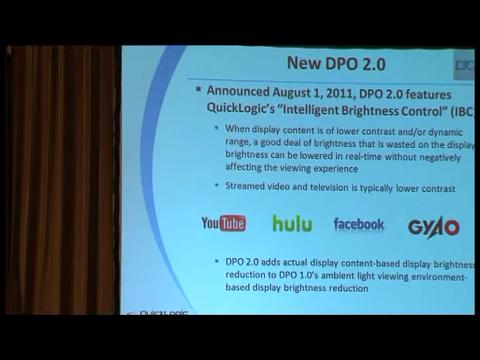 New DPO 2.0
Announced August 1, 2011, DPO 2.0 features
QuickLogic's "Intelligent Brightness Control" (IBC
When display content is of lower contrast and/or dynamic
range, a good deal of brightness that is wasted on the display
brightness can be lowered in real-time without negatively
affecting the viewing experience
Streamed video and television is typically lower contrast
YouTube hulu facebook GYAO
DPO 2.0 adds actual display content-based display brightness
reduction to DPO 1.0's ambient light viewing environment-
based display brightness reduction
QuickLogic